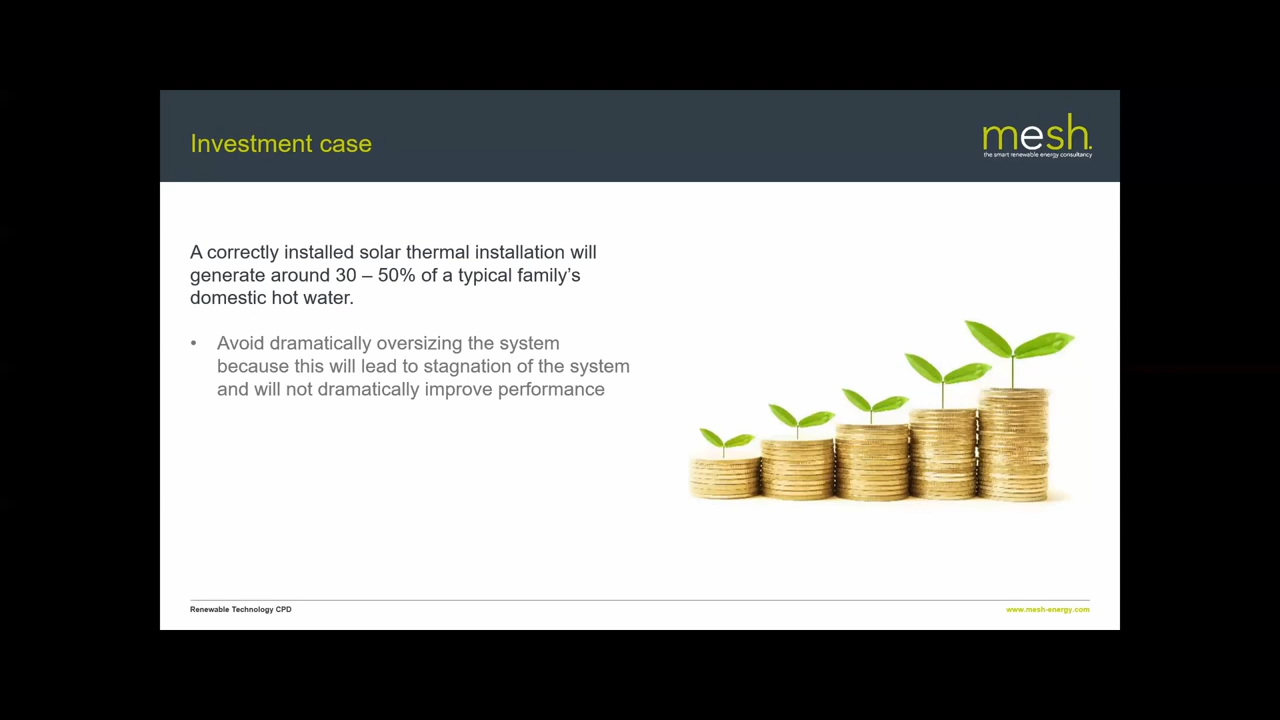 Investment case
mesh.
the smart renewable energy consultancy
A correctly installed solar thermal installation will
generate around 30 – 50% of a typical family’s
domestic hot water.
• Avoid dramatically oversizing the system
because this will lead to stagnation of the system
and will not dramatically improve performance
Renewable Technology CPD
www.mesh-energy.com